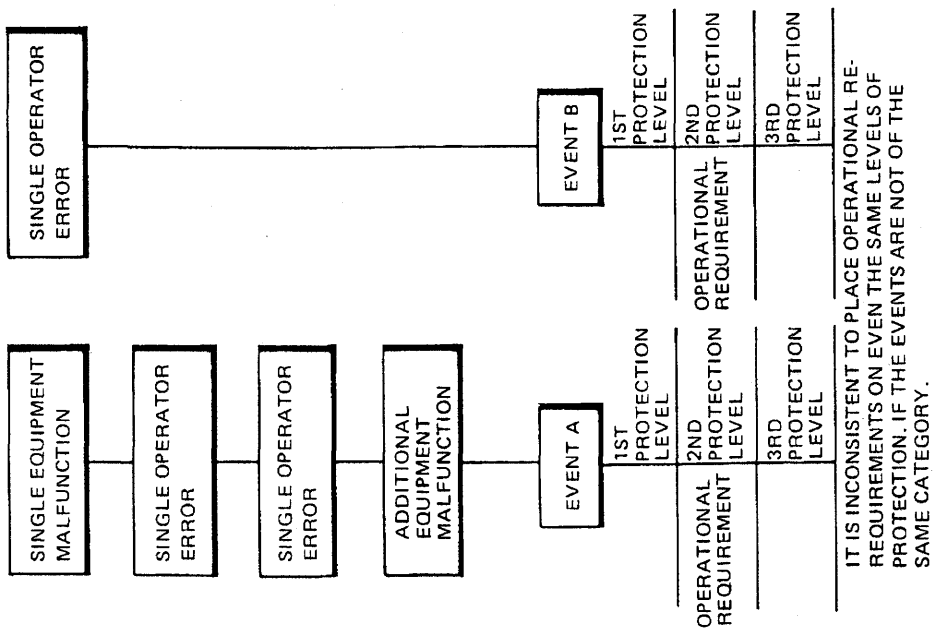 SINGLE EQUIPMENT
MALFUNCTION
SINGLE OPERATOR
ERROR
SINGLE OPERATOR
ERROR
ADDITIONAL
EQUIPMENT
MALFUNCTION
EVENT A
1ST
PROTECTION
LEVEL
OPERATIONAL
REQUIREMENT
2ND
PROTECTION
LEVEL
3RD
PROTECTION
LEVEL
SINGLE OPERATOR
ERROR
EVENT B
1ST
PROTECTION
LEVEL
OPERATIONAL
REQUIREMENT
2ND
PROTECTION
LEVEL
3RD
PROTECTION
LEVEL
IT IS INCONSISTENT TO PLACE OPERATIONAL RE-
REQUIREMENTS ON EVEN THE SAME LEVELS OF
PROTECTION, IF THE EVENTS ARE NOT OF THE
SAME CATEGORY.